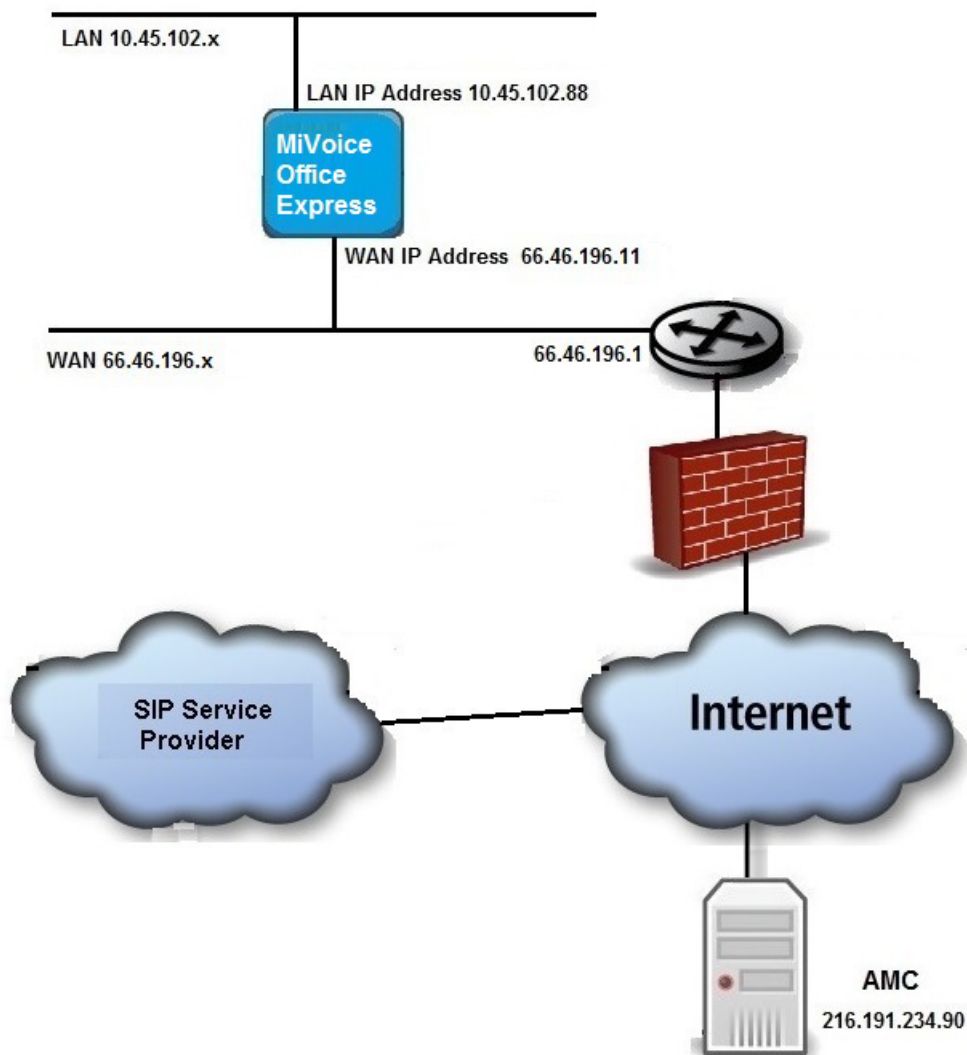 LAN 10.45.102.x
LAN IP Address 10.45.102.88
MiVoice
Office
Express
WAN IP Address 66.46.196.11
WAN 66.46.196.x
66.46.196.1
SIP Service
Provider
Internet
AMC
216.191.234.90